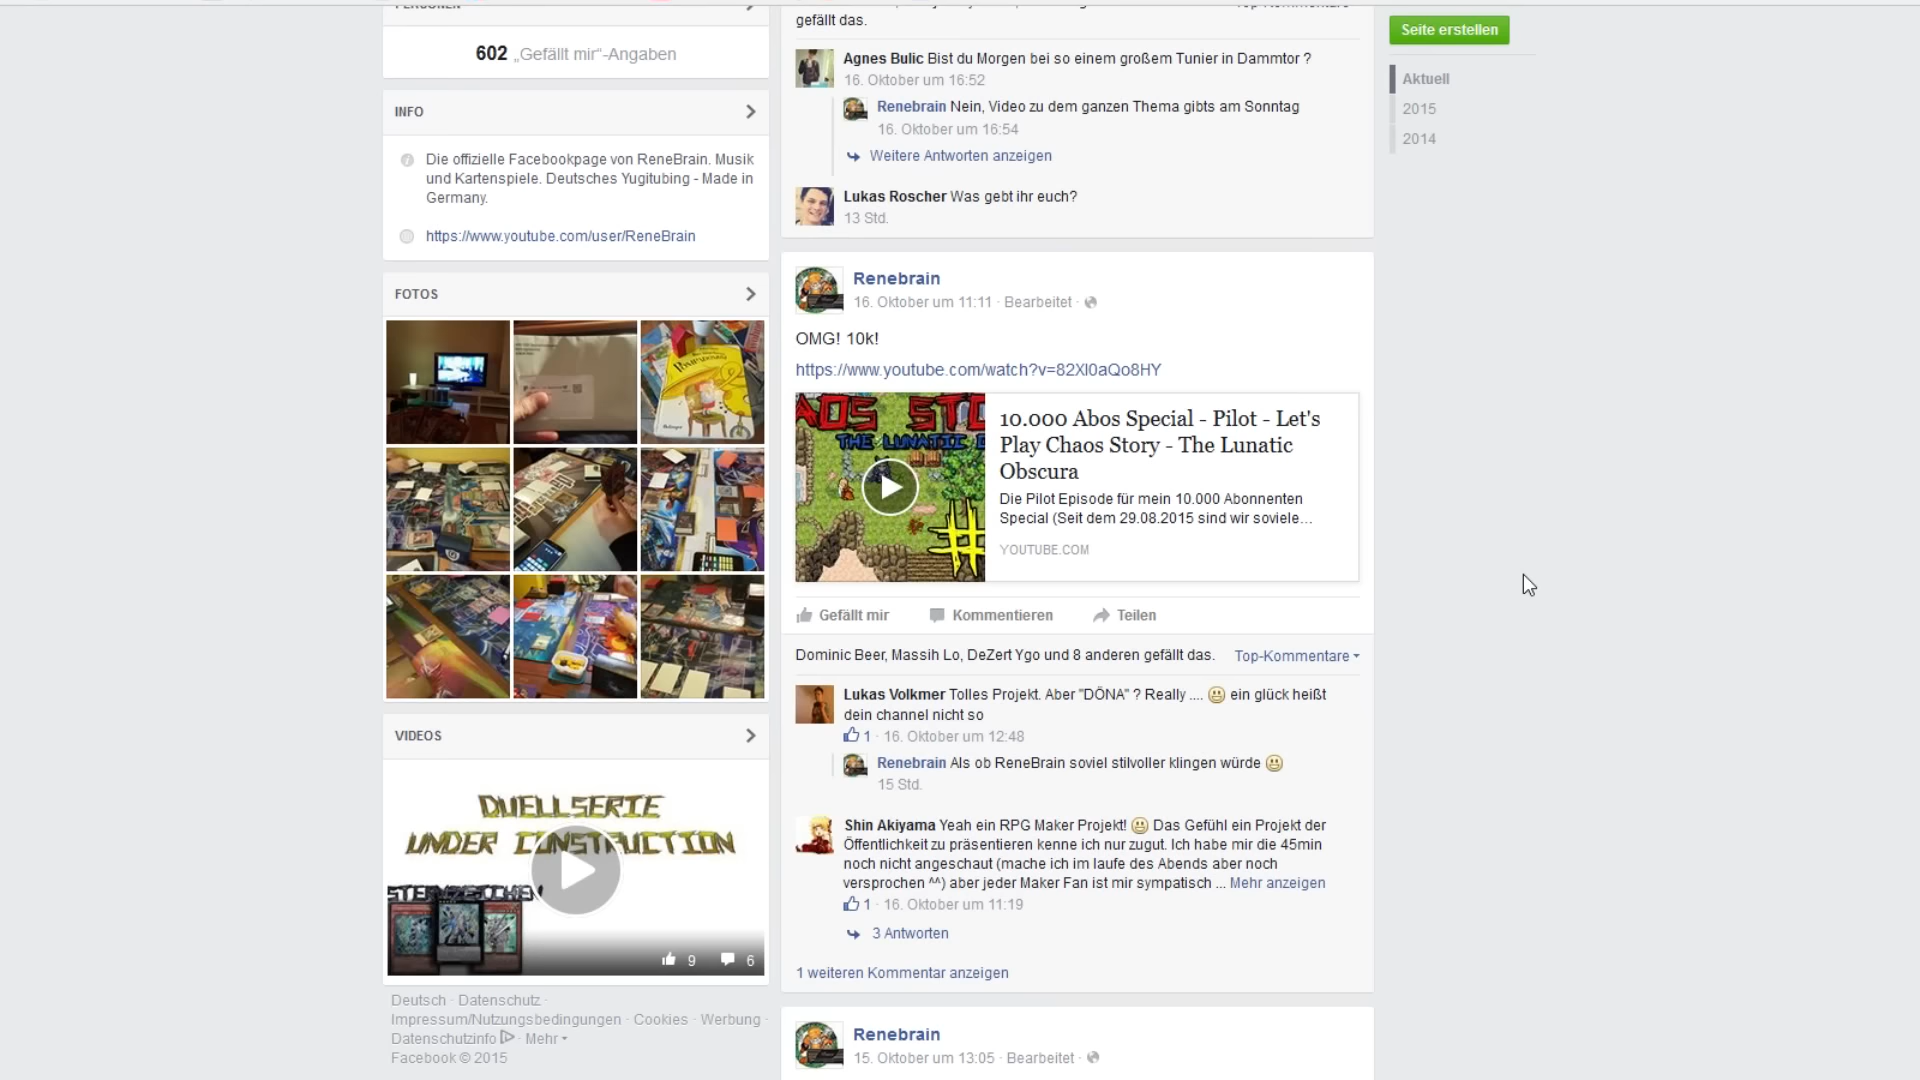 602 „Gefällt mir“-Angaben
INFO
Die offizielle Facebookpage von ReneBrain. Musik
und Kartenspiele. Deutsches Yugitubing - Made in
Germany.
https://www.youtube.com/user/ReneBrain
FOTOS
VIDEOS
DUELLSERIE
UNDER CONSTRUCTION
STERNZEICHEN
9 6
Deutsch · Datenschutz ·
Impressum/Nutzungsbedingungen · Cookies · Werbung ·
Datenschutzinfo · Mehr
Facebook © 2015
gefällt das. Top-Kommentare
Agnes Bulic Bist du Morgen bei so einem großem Tunier in Dammtor ?
16. Oktober um 16:52
Renebrain Nein, Video zu dem ganzen Thema gibts am Sonntag
16. Oktober um 16:54
Weitere Antworten anzeigen
Lukas Roscher Was gebt ihr euch?
13 Std.
Renebrain
16. Oktober um 11:11 · Bearbeitet ·
OMG! 10k!
https://www.youtube.com/watch?v=82Xl0aQo8HY
10.000 Abos Special - Pilot - Let's
Play Chaos Story - The Lunatic
Obscura
Die Pilot Episode für mein 10.000 Abonnenten
Special (Seit dem 29.08.2015 sind wir soviele...
YOUTUBE.COM
Gefällt mir Kommentieren Teilen
Dominic Beer, Massih Lo, DeZert Ygo und 8 anderen gefällt das. Top-Kommentare
Lukas Volkmer Tolles Projekt. Aber "DÖNA" ? Really .... ein glück heißt
dein channel nicht so
1 · 16. Oktober um 12:48
Renebrain Als ob ReneBrain soviel stilvoller klingen würde
15 Std.
Shin Akiyama Yeah ein RPG Maker Projekt! Das Gefühl ein Projekt der
Öffentlichkeit zu präsentieren kenne ich nur zugut. Ich habe mir die 45min
noch nicht angeschaut (mache ich im laufe des Abends aber noch
versprochen ^^) aber jeder Maker Fan ist mir sympatisch ... Mehr anzeigen
1 · 16. Oktober um 11:19
3 Antworten
1 weiteren Kommentar anzeigen
Renebrain
15. Oktober um 13:05 · Bearbeitet ·
Seite erstellen
Aktuell
2015
2014